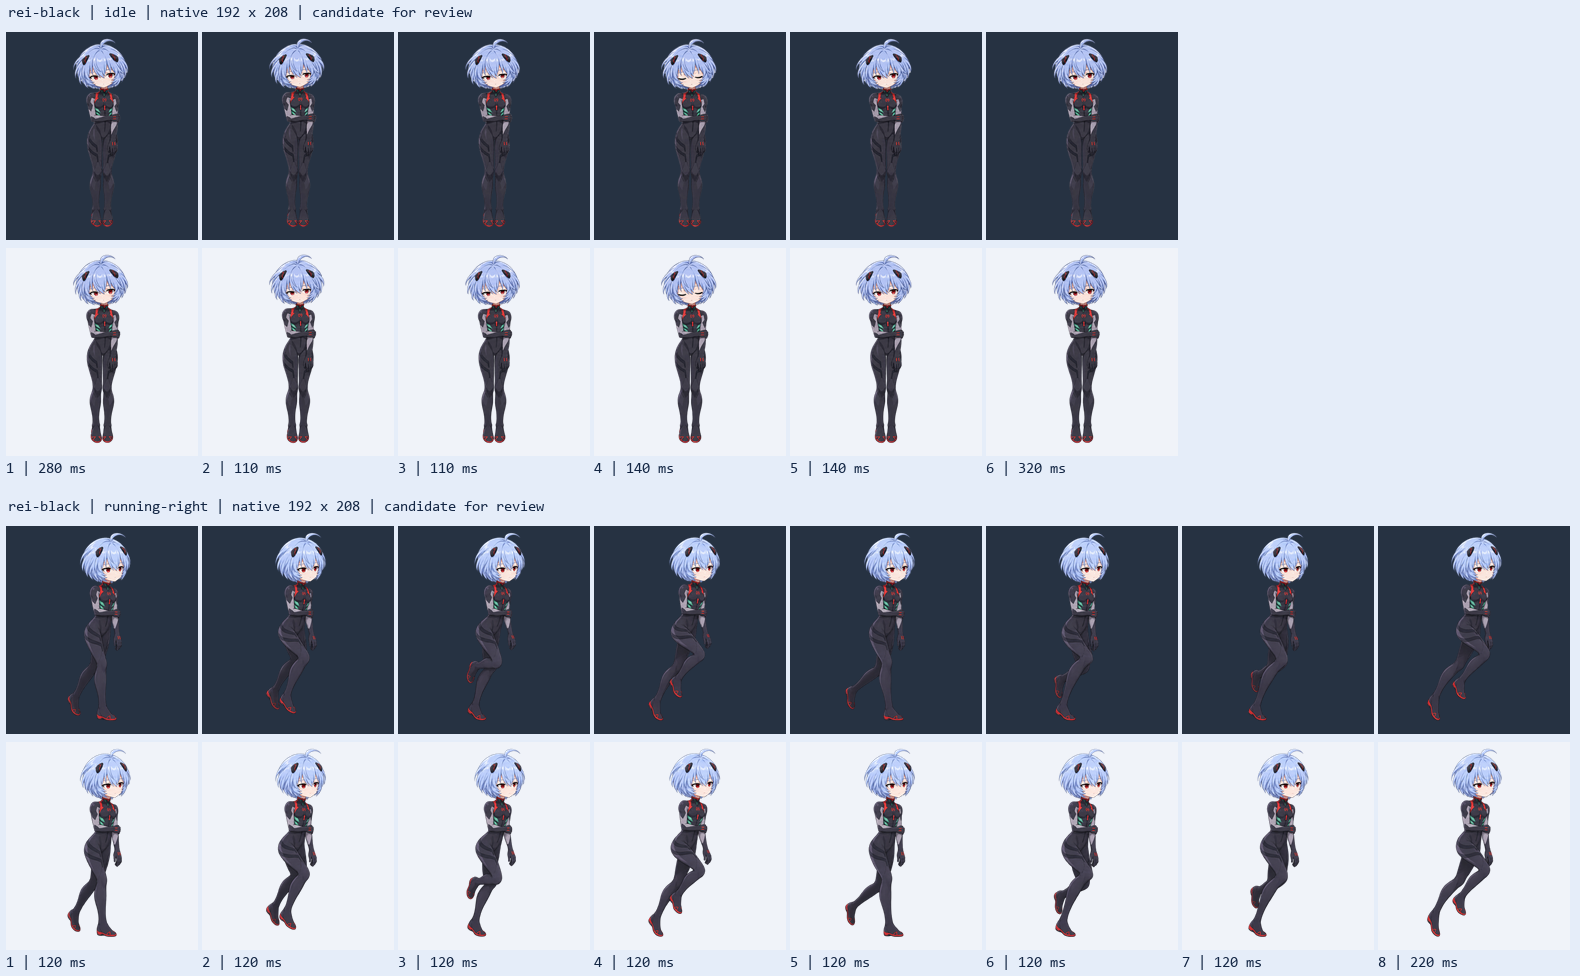 rei-black | idle | native 192 x 208 | candidate for review
1 | 280 ms 2 | 110 ms 3 | 110 ms 4 | 140 ms 5 | 140 ms 6 | 320 ms
rei-black | running-right | native 192 x 208 | candidate for review
1 | 120 ms 2 | 120 ms 3 | 120 ms 4 | 120 ms 5 | 120 ms 6 | 120 ms 7 | 120 ms 8 | 220 ms